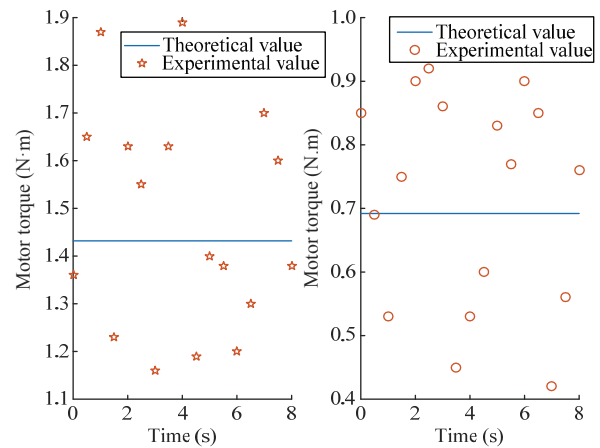 1.9
1.8
1.7
1.6
1.5
1.4
1.3
1.2
1.1
0 2 4 6 8
Time (s)
Motor torque (N·m)
Theoretical value
Experimental value
1.0
0.9
0.8
0.7
0.6
0.5
0.4
0 2 4 6 8
Time (s)
Motor torque (N.m)
Theoretical value
Experimental value